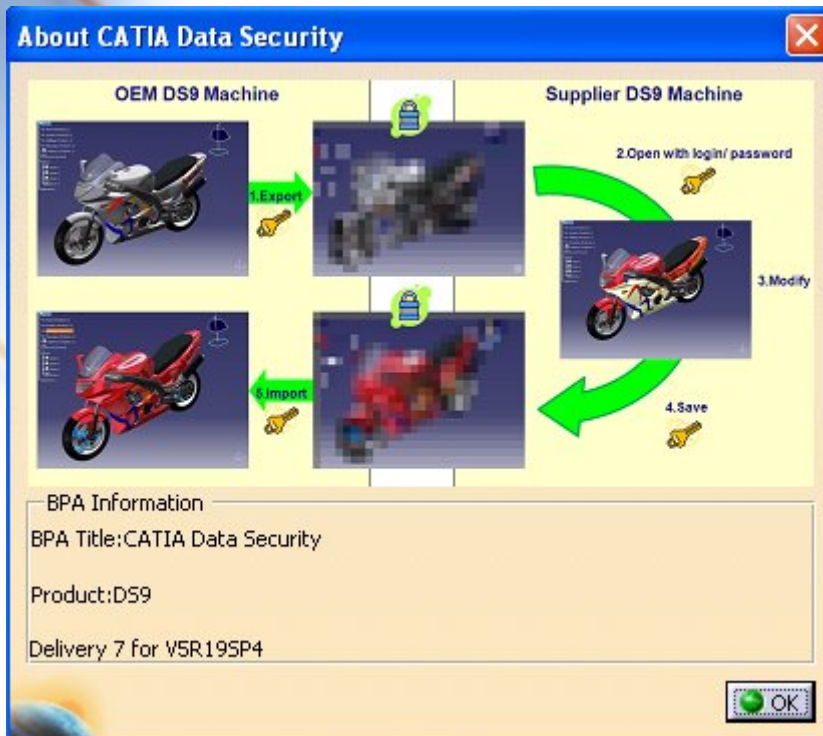 About CATIA Data Security
OEM DS9 Machine
Supplier DS9 Machine
1.Export
2.Open with login/ password
3.Modify
4.Save
5.Import
BPA Information
BPA Title:CATIA Data Security
Product:DS9
Delivery 7 for V5R19SP4
OK